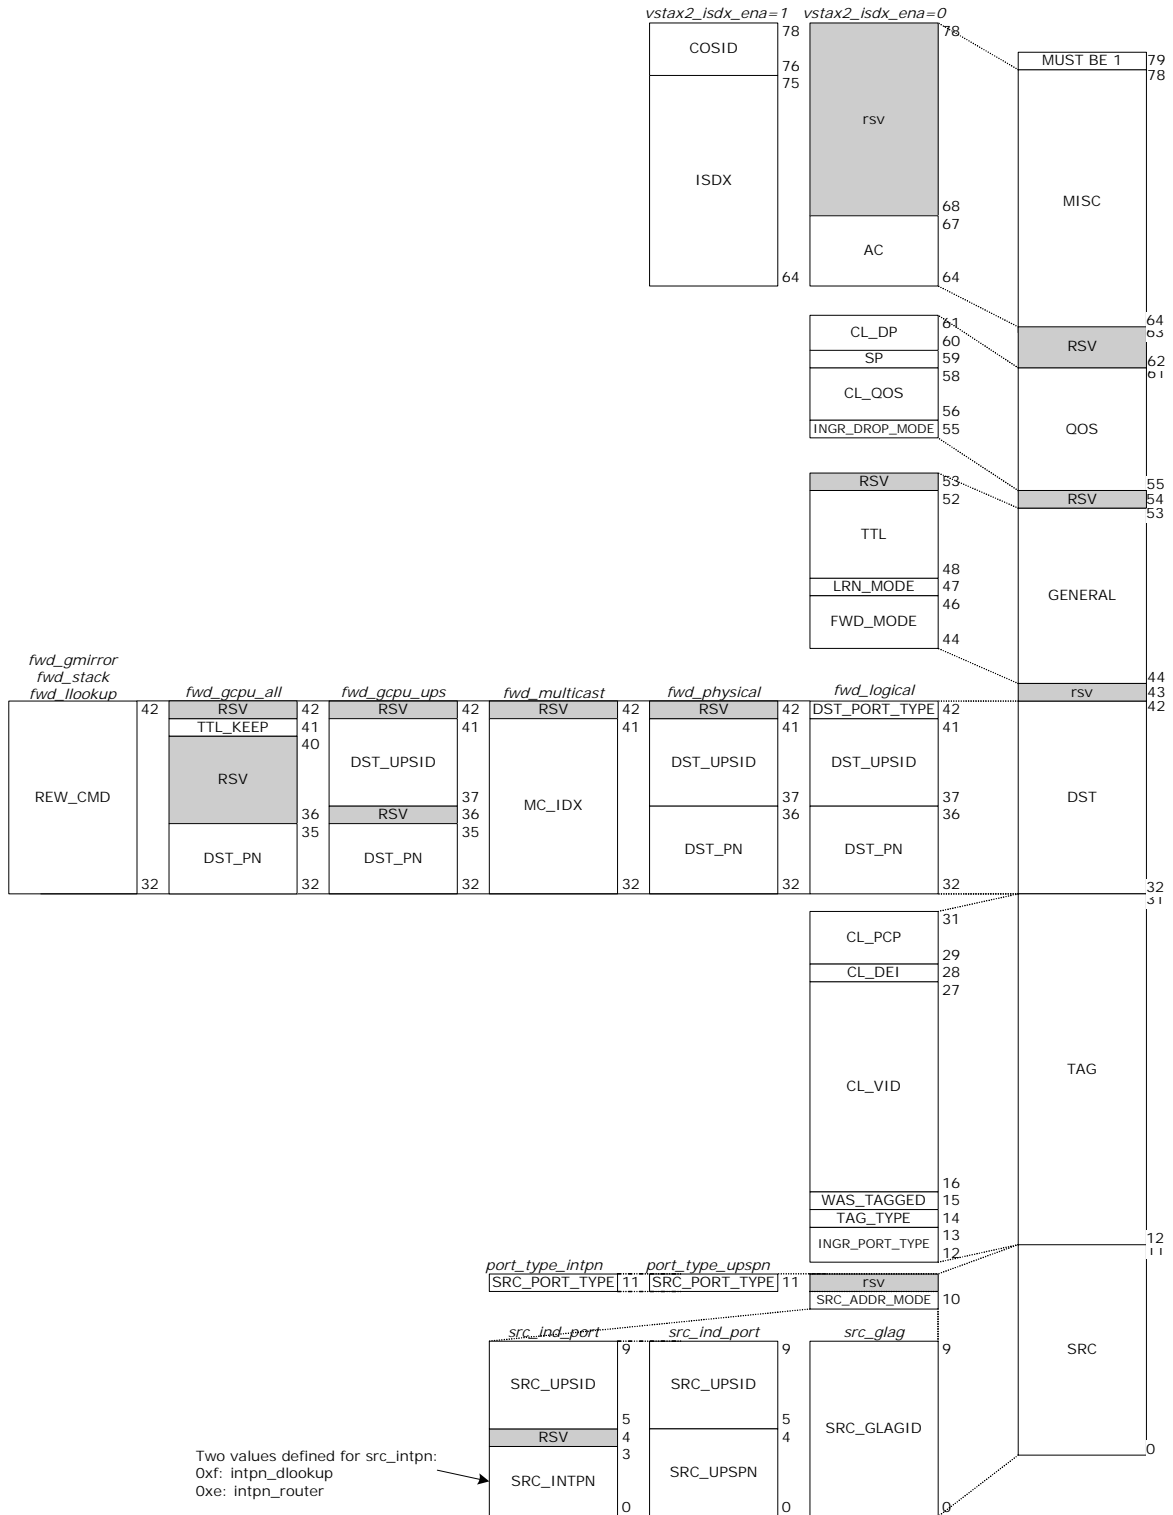 vstax2_isdx_ena=1 vstax2_isdx_ena=0
COSID 78 76
ISDX 75 64
rsv 78 68
AC 67 64
MUST BE 1 79
MISC 78 64
RSV 63 62
CL_DP 61 60
SP 59
CL_QOS 58 56
INGR_DROP_MODE 55
QOS 61 55
RSV 54
RSV 53
TTL 52 48
LRN_MODE 47
FWD_MODE 46 44
GENERAL 53 44
rsv 43
fwd_gmirror
fwd_stack
fwd_llookup
REW_CMD 42 32
fwd_gcpu_all
RSV 42
TTL_KEEP 41
RSV 40 36
DST_PN 35 32
fwd_gcpu_ups
RSV 42
DST_UPSID 41 37
RSV 36
DST_PN 35 32
fwd_multicast
RSV 42
MC_IDX 41 32
fwd_physical
RSV 42
DST_UPSID 41 37
DST_PN 36 32
fwd_logical
DST_PORT_TYPE 42
DST_UPSID 41 37
DST_PN 36 32
DST 42 32
CL_PCP 31 29
CL_DEI 28
CL_VID 27 16
WAS_TAGGED 15
TAG_TYPE 14
INGR_PORT_TYPE 13 12
TAG 31 12
port_type_intpn port_type_upspn
SRC_PORT_TYPE 11 SRC_PORT_TYPE 11 rsv
SRC_ADDR_MODE 10
src_ind_port
SRC_UPSID 9 5
RSV 4
SRC_INTPN 3 0
src_ind_port
SRC_UPSID 9 5
SRC_UPSPN 4 0
src_glag
SRC_GLAGID 9 0
SRC 11 0
Two values defined for src_intpn:
0xf: intpn_dlookup
0xe: intpn_router